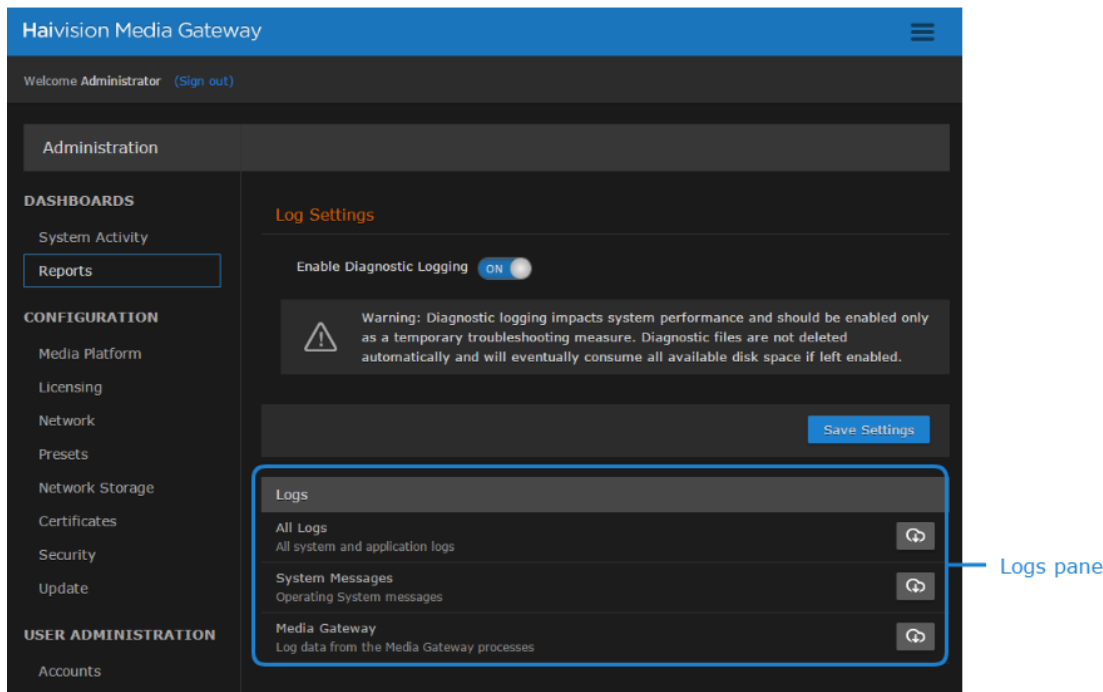 Haivision Media Gateway
Welcome Administrator (Sign out)
Administration
DASHBOARDS
System Activity
Reports
CONFIGURATION
Media Platform
Licensing
Network
Presets
Network Storage
Certificates
Security
Update
USER ADMINISTRATION
Accounts
Log Settings
Enable Diagnostic Logging ON
Warning: Diagnostic logging impacts system performance and should be enabled only
as a temporary troubleshooting measure. Diagnostic files are not deleted
automatically and will eventually consume all available disk space if left enabled.
Save Settings
Logs
All Logs
All system and application logs
System Messages
Operating System messages
Media Gateway
Log data from the Media Gateway processes
Logs pane